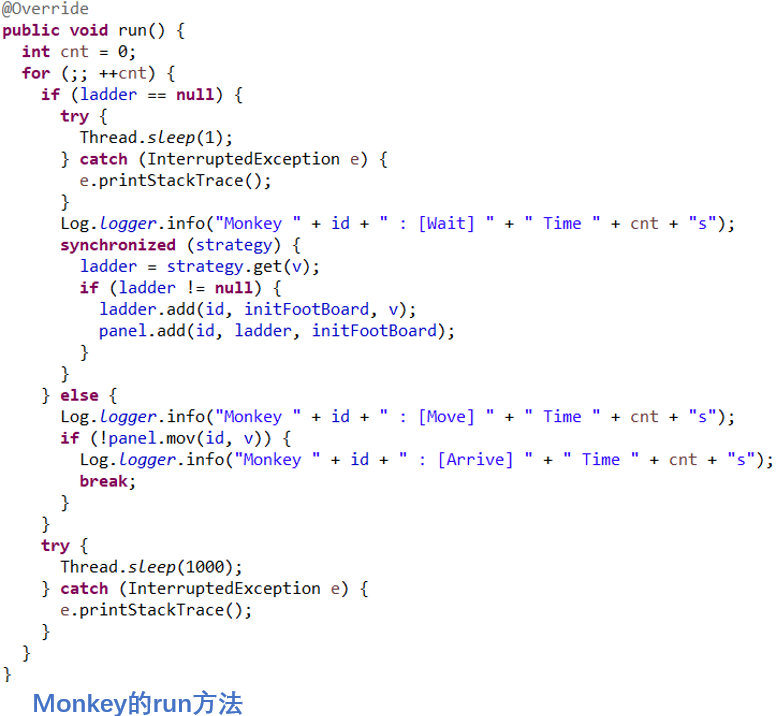 @Override
public void run() {
  int cnt = 0;
  for (;; ++cnt) {
    if (ladder == null) {
      try {
        Thread.sleep(1);
      } catch (InterruptedException e) {
        e.printStackTrace();
      }
      Log.logger.info("Monkey " + id + " : [Wait] " + " Time " + cnt + "s");
      synchronized (strategy) {
        ladder = strategy.get(v);
        if (ladder != null) {
          ladder.add(id, initFootBoard, v);
          panel.add(id, ladder, initFootBoard);
        }
      }
    } else {
      Log.logger.info("Monkey " + id + " : [Move] " + " Time " + cnt + "s");
      if (!panel.mov(id, v)) {
        Log.logger.info("Monkey " + id + " : [Arrive] " + " Time " + cnt + "s");
        break;
      }
    }
    try {
      Thread.sleep(1000);
    } catch (InterruptedException e) {
      e.printStackTrace();
    }
  }
}
Monkey的run方法